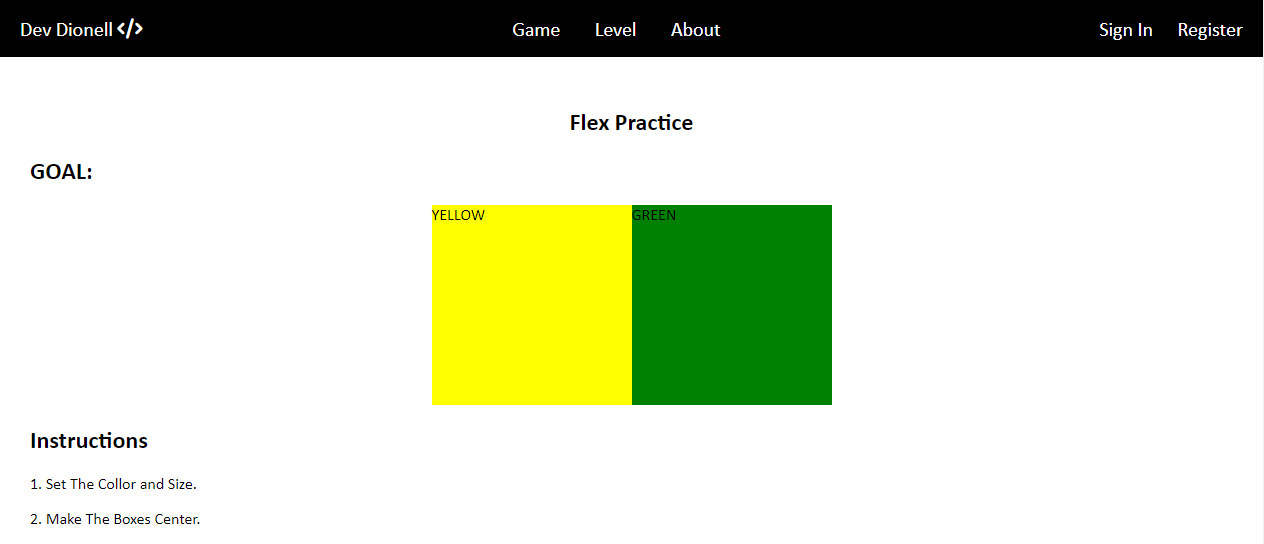 Dev Dionell </> Game Level About Sign In Register
Flex Practice
GOAL:
YELLOW GREEN
Instructions
1. Set The Collor and Size.
2. Make The Boxes Center.